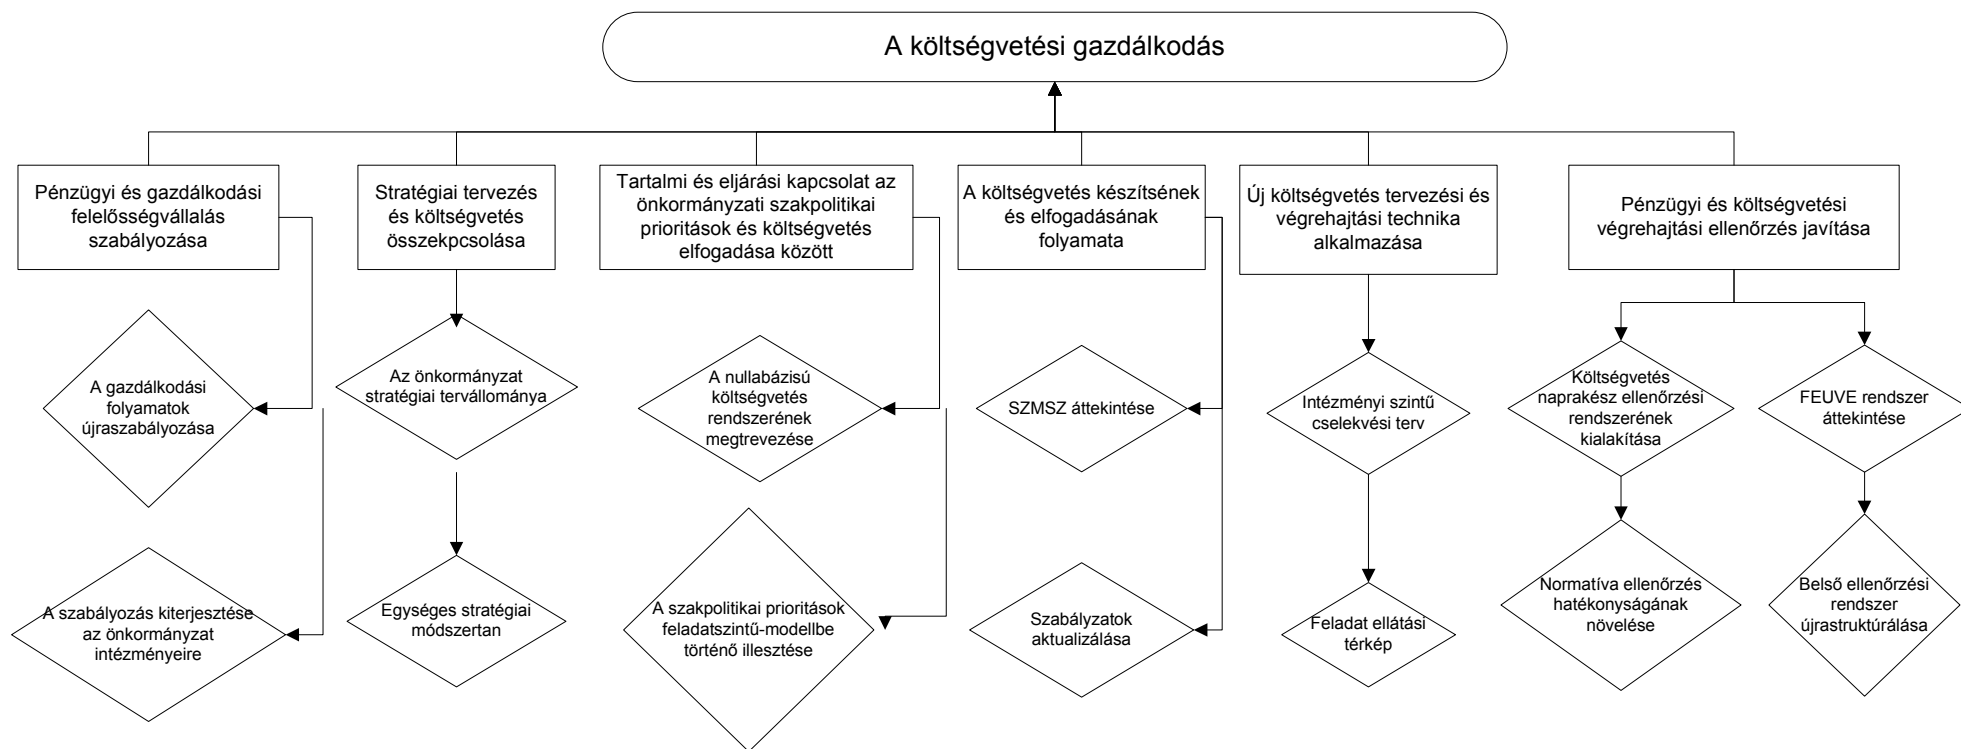 A költségvetési gazdálkodás
Pénzügyi és gazdálkodási
felelősségvállalás
szabályozása
Stratégiai tervezés
és költségvetés
összekpcsolása
Tartalmi és eljárási kapcsolat az
önkormányzati szakpolitikai
prioritások és költségvetés
elfogadása között
A költségvetés készítsének
és elfogadásának
folyamata
Új költségvetés tervezési és
végrehajtási technika
alkalmazása
Pénzügyi és költségvetési
végrehajtási ellenőrzés javítása
A gazdálkodási
folyamatok
újraszabályozása
Az önkormányzat
stratégiai tervállománya
A nullabázisú
költségvetés
rendszerének
megtrevezése
SZMSZ áttekintése
Intézményi szintű
cselekvési terv
Költségvetés
naprakész ellenőrzési
rendszerének
kialakítása
FEUVE rendszer
áttekintése
A szabályozás kiterjesztése
az önkormányzat
intézményeire
Egységes stratégiai
módszertan
A szakpolitikai prioritások
feladatszintű-modellbe
történő illesztése
Szabályzatok
aktualizálása
Feladat ellátási
térkép
Normatíva ellenőrzés
hatékonyságának
növelése
Belső ellenőrzési
rendszer
újrastruktúrálása